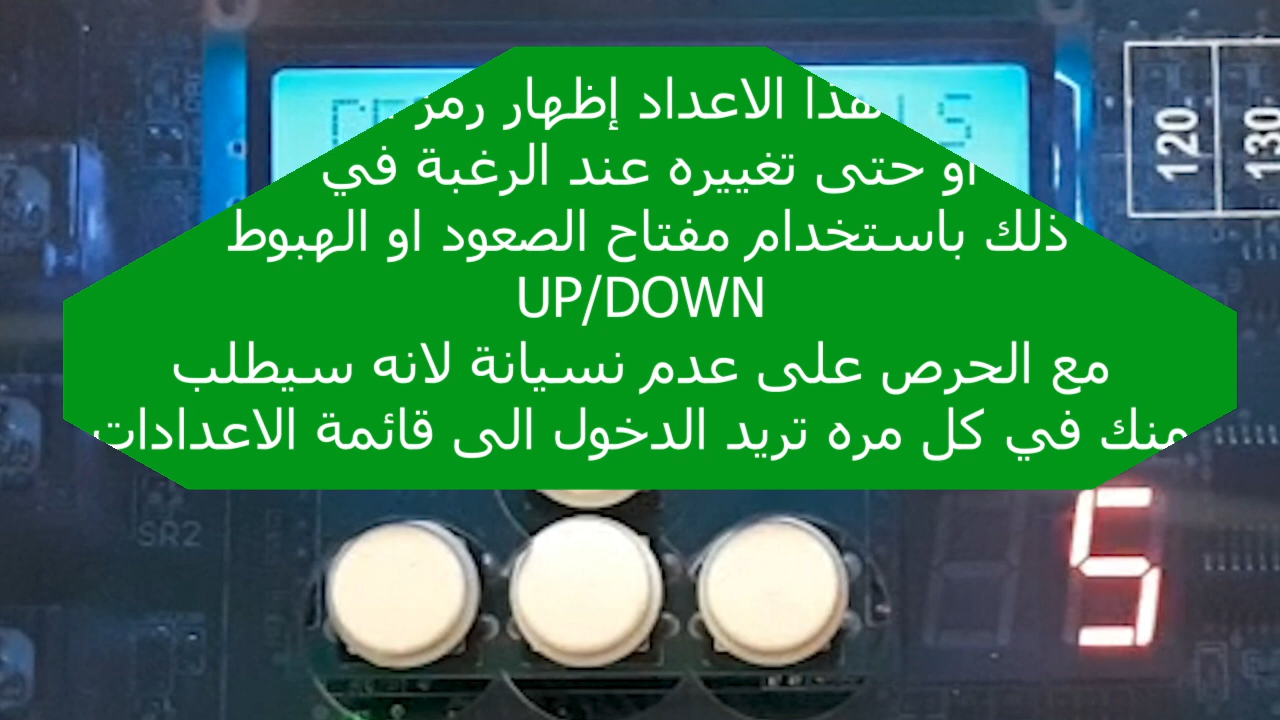 هذا الاعداد إظهار رمز
او حتى تغييره عند الرغبة في
ذلك باستخدام مفتاح الصعود او الهبوط
UP/DOWN
مع الحرص على عدم نسيانة لانه سيطلب
منك في كل مره تريد الدخول الى قائمة الاعدادات
120
130
SR2
5